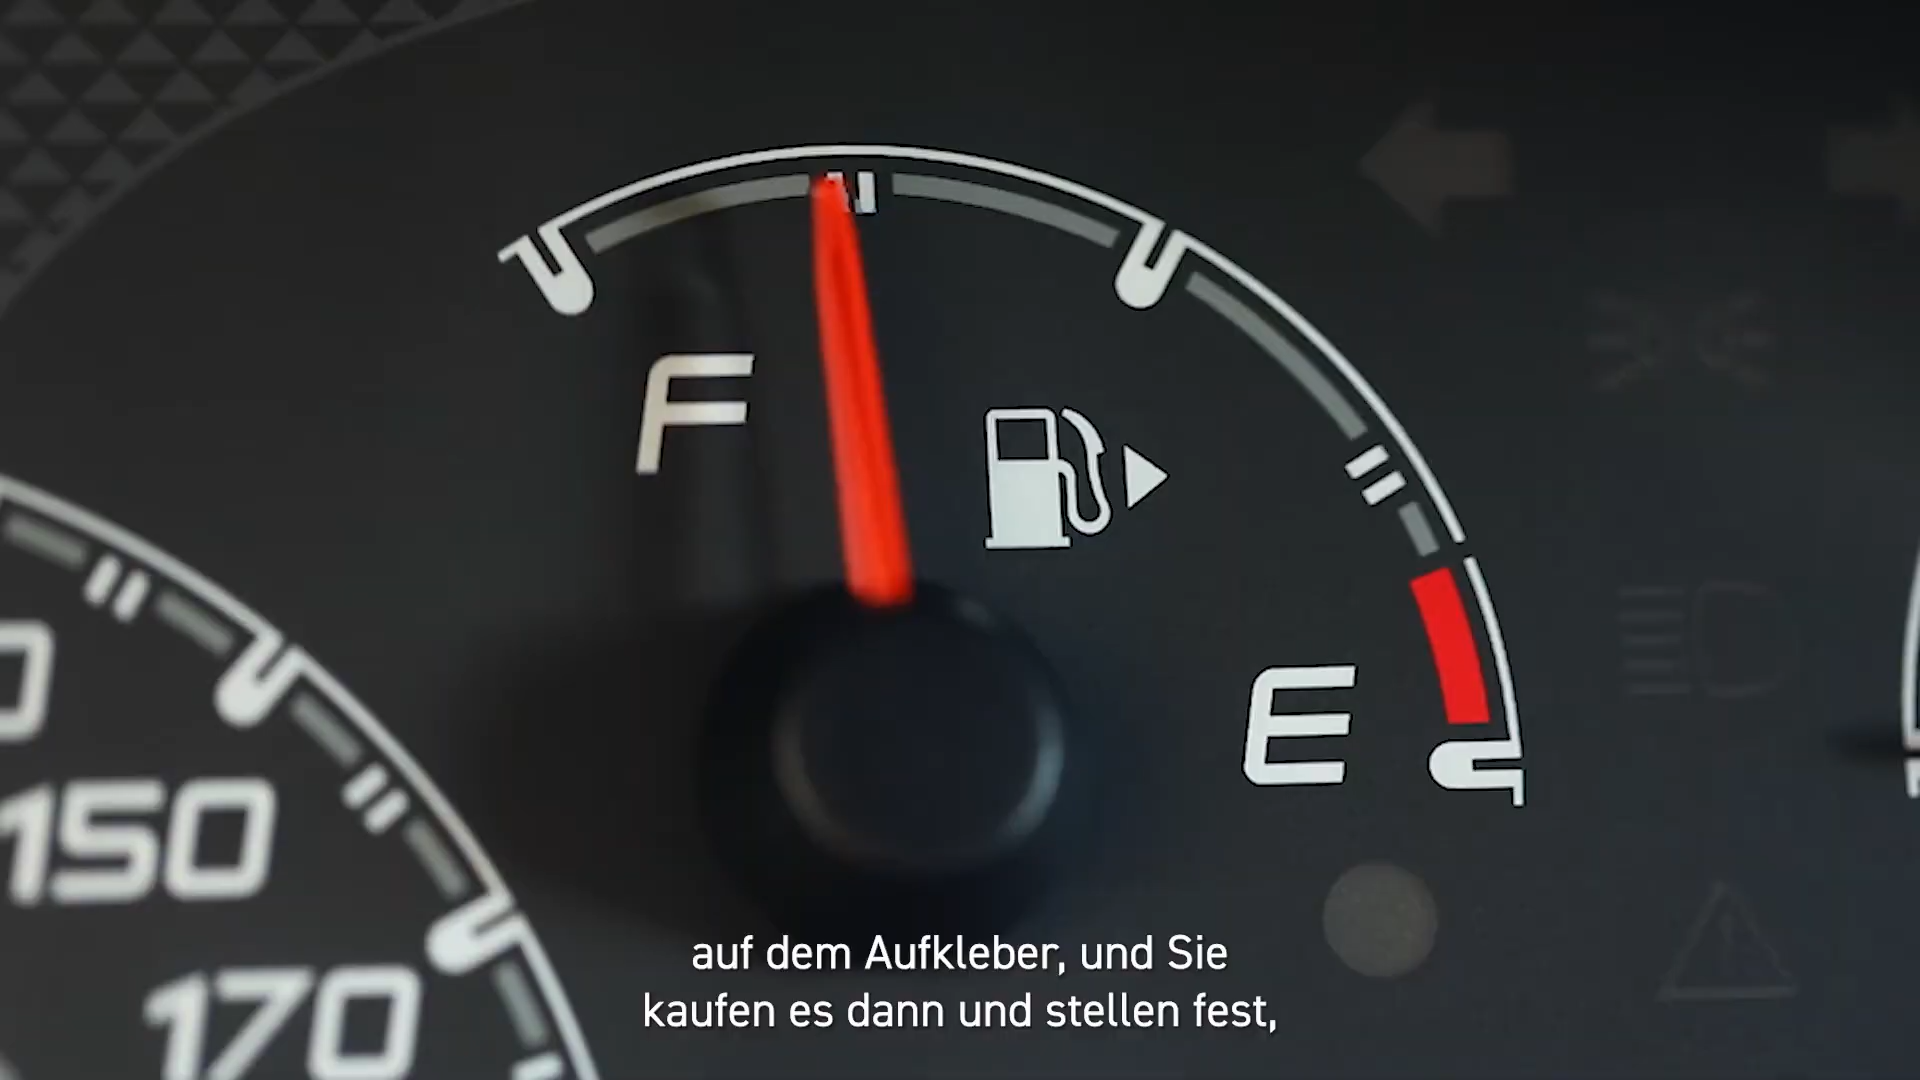 F
E
150
170
auf dem Aufkleber, und Sie
kaufen es dann und stellen fest,